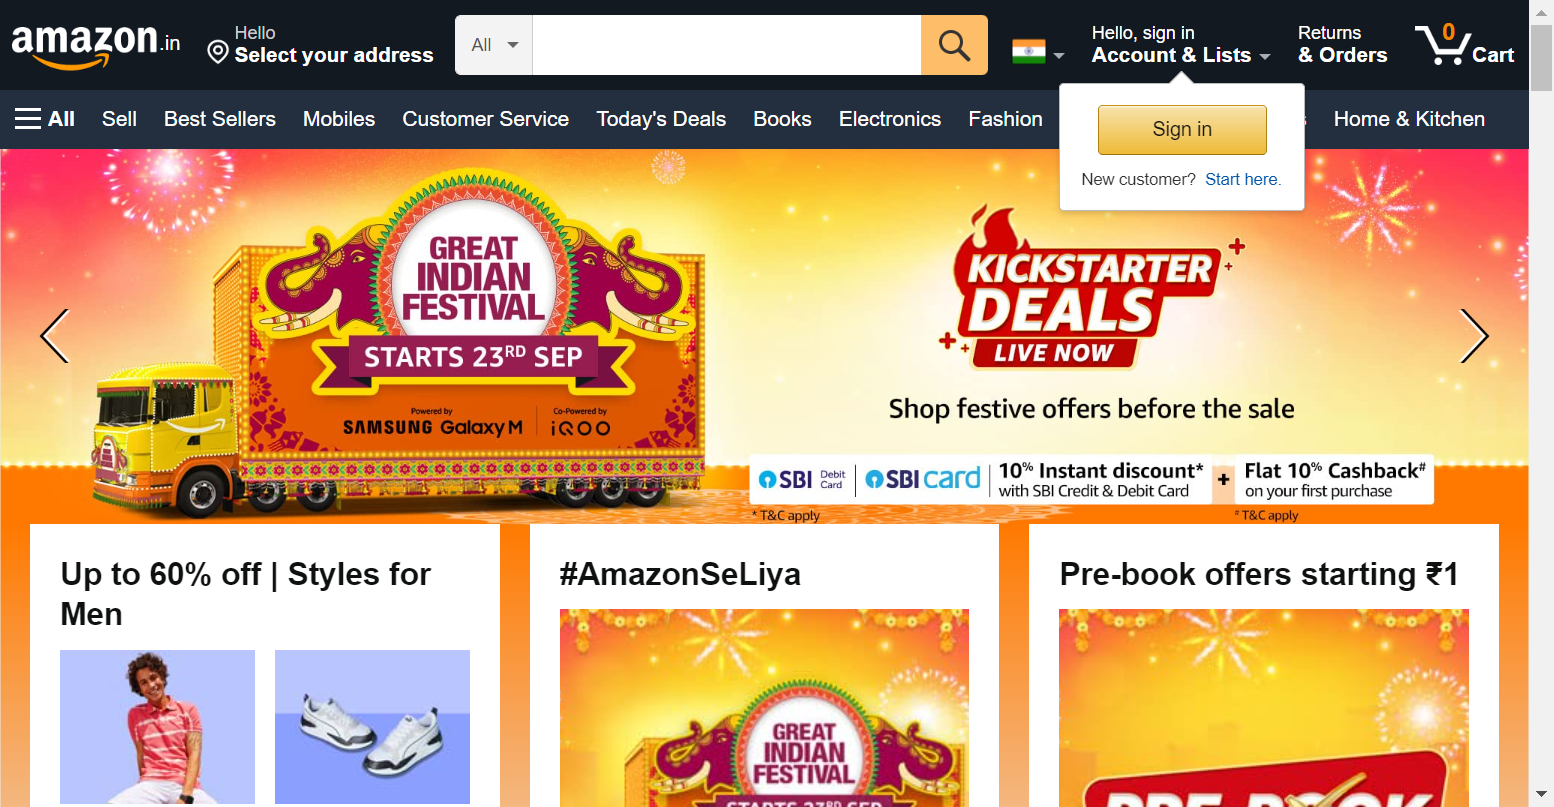 amazon.in
Hello
Select your address
All
Hello, sign in
Account & Lists
Returns
& Orders
0
Cart
All
Sell
Best Sellers
Mobiles
Customer Service
Today's Deals
Books
Electronics
Fashion
Home & Kitchen
Sign in
New customer? Start here.
GREAT
INDIAN
FESTIVAL
STARTS 23RD SEP
Powered by
SAMSUNG Galaxy M
Co-Powered by
iQOO
KICKSTARTER
DEALS
LIVE NOW
Shop festive offers before the sale
SBI Debit Card
SBI card
10% Instant discount*
with SBI Credit & Debit Card
+
Flat 10% Cashback#
on your first purchase
* T&C apply
# T&C apply
Up to 60% off | Styles for
Men
#AmazonSeLiya
GREAT
INDIAN
FESTIVAL
STARTS 23RD SEP
Pre-book offers starting ₹1
PRE-BOOK